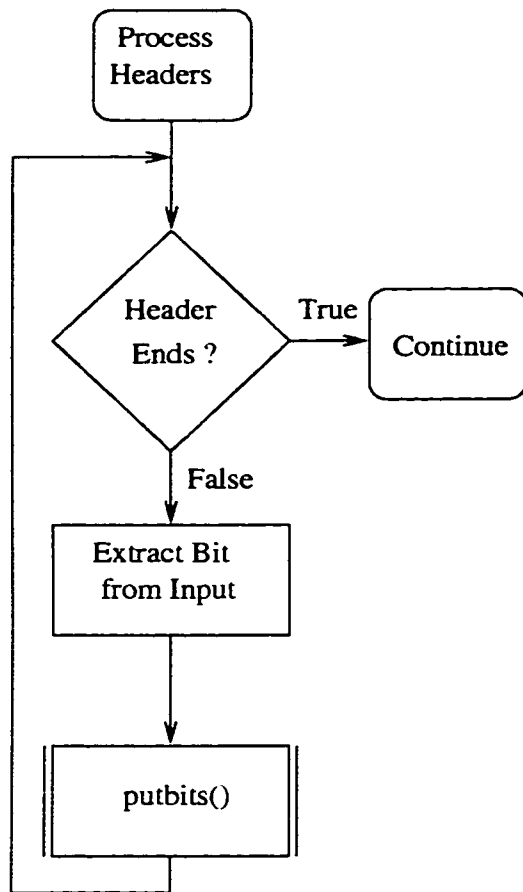 Process
Headers
Header
Ends ?
True
Continue
False
Extract Bit
from Input
putbits()